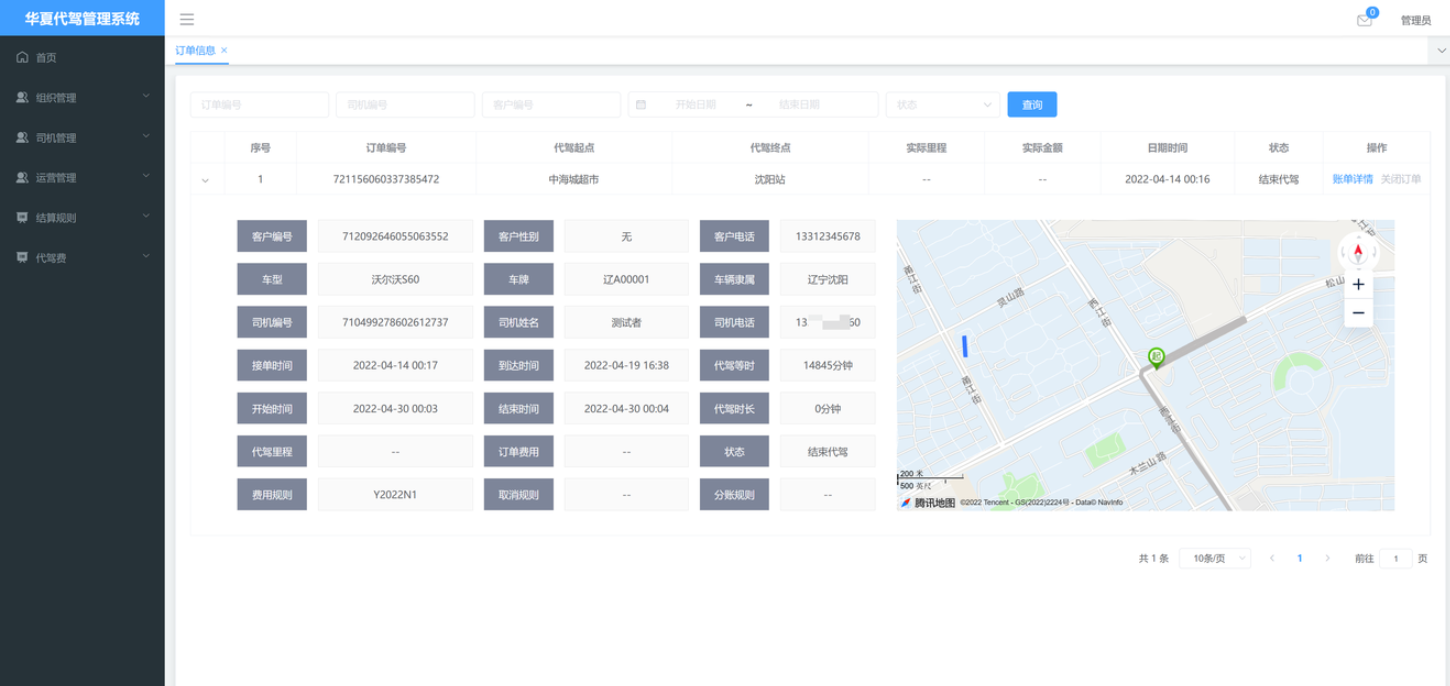 华夏代驾管理系统
0
管理员
首页
组织管理
司机管理
运营管理
结算规则
代驾费
订单信息 ×
订单编号 司机编号 客户编号 开始日期 ~ 结束日期 状态 查询
序号 订单编号 代驾起点 代驾终点 实际里程 实际金额 日期时间 状态 操作
1 721156060337385472 中海城超市 沈阳站 -- -- 2022-04-14 00:16 结束代驾 账单详情 关闭订单
客户编号 712092646055063552 客户性别 无 客户电话 13312345678
车型 沃尔沃S60 车牌 辽A00001 车辆隶属 辽宁沈阳
司机编号 710499278602612737 司机姓名 测试者 司机电话 13 60
接单时间 2022-04-14 00:17 到达时间 2022-04-19 16:38 代驾等时 14845分钟
开始时间 2022-04-30 00:03 结束时间 2022-04-30 00:04 代驾时长 0分钟
代驾里程 -- 订单费用 -- 状态 结束代驾
费用规则 Y2022N1 取消规则 -- 分账规则 --
甬江街
灵山路
西江街
松山
起
甬江街
西江街
木兰山路
200 米
500 英尺
腾讯地图 ©2022 Tencent - GS(2022)2224号 - Data© NavInfo
共 1 条 10条/页 < 1 > 前往 1 页